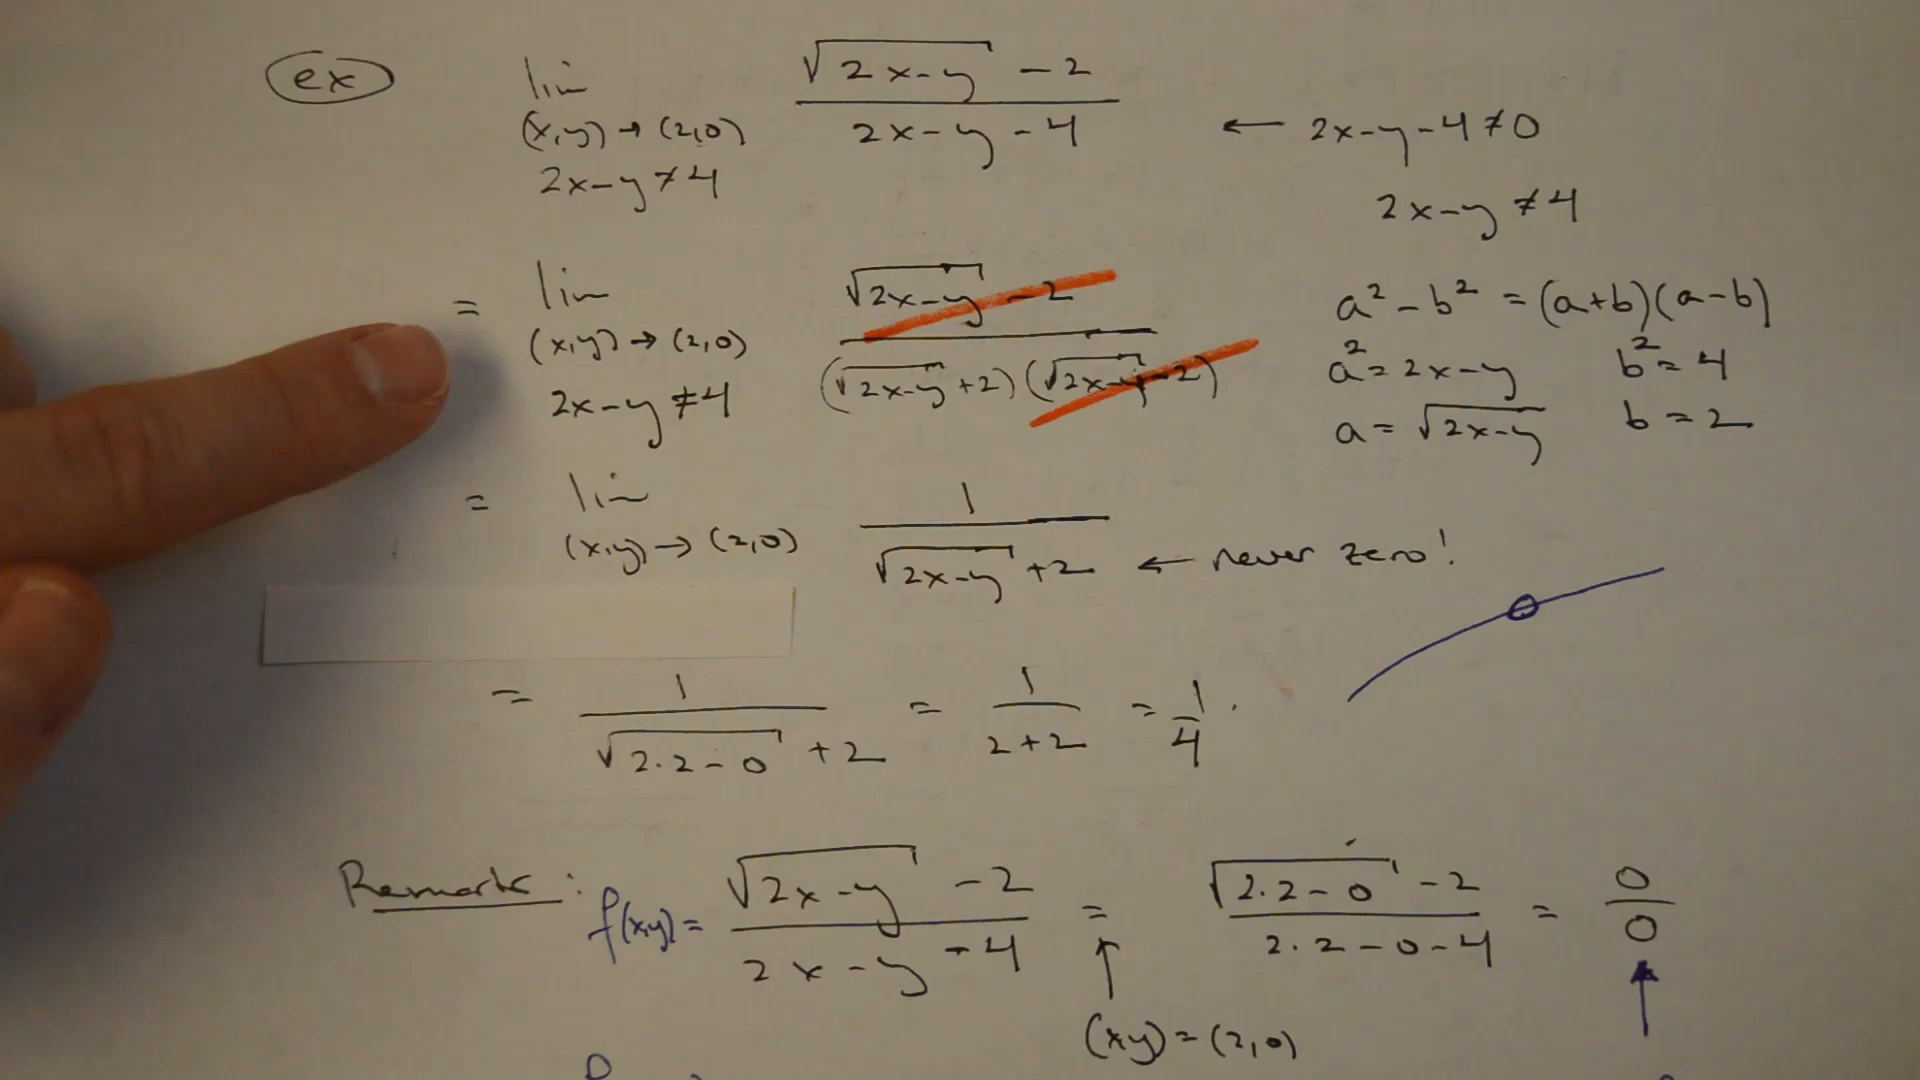 ex lim √(2x-y) - 2
(x,y) → (2,0) 2x-y-4 ← 2x-y-4≠0
2x-y≠4 2x-y≠4
= lim √(2x-y) - 2 a² - b² = (a+b)(a-b)
(x,y) → (2,0) (√(2x-y) +2)(√(2x-y) -2) a² = 2x-y b² = 4
2x-y≠4 a = √(2x-y) b = 2
= lim 1
(x,y) → (2,0) √(2x-y) +2 ← never zero!
= 1 = 1 = 1 .
√(2·2-0) +2 2+2 4
Remark: f(x,y) = √(2x-y) - 2 = √(2·2-0) - 2 = 0
2x-y-4 2·2-0-4 0
(x,y) = (2,0)